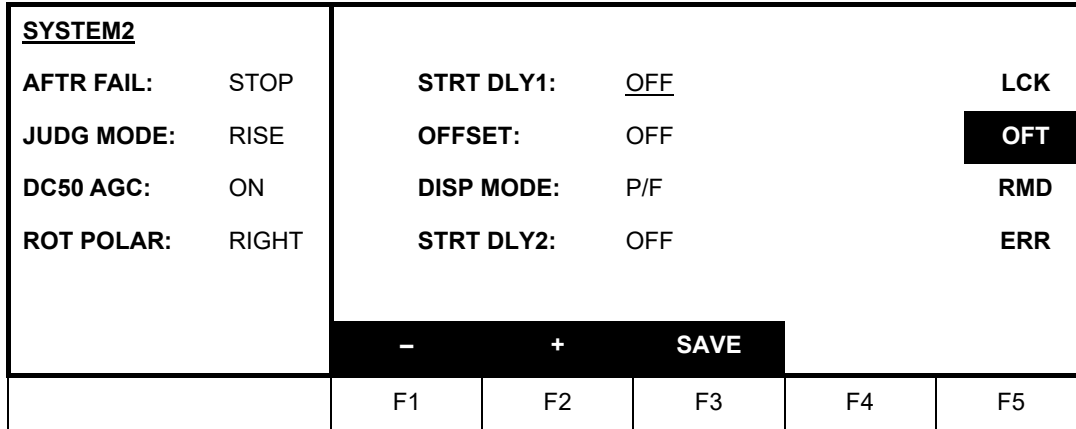 SYSTEM2
AFTR FAIL: STOP STRT DLY1: OFF LCK
JUDG MODE: RISE OFFSET: OFF OFT
DC50 AGC: ON DISP MODE: P/F RMD
ROT POLAR: RIGHT STRT DLY2: OFF ERR
– + SAVE
F1 F2 F3 F4 F5